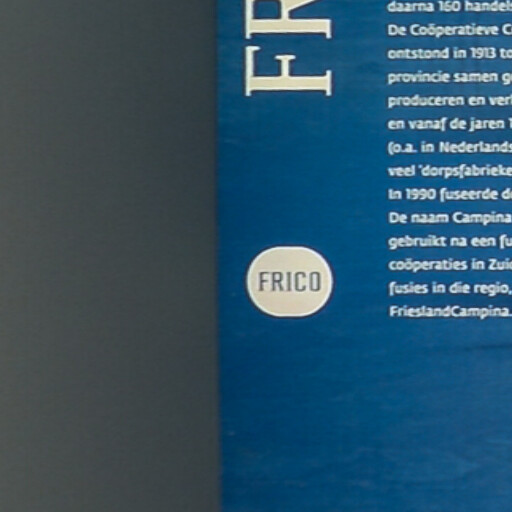 FR
daarna 160 handels
De Coöperatieve C
ontstond in 1913 to
provincie samen g
produceren en ver
en vanaf de jaren 1
(o.a. in Nederlands
veel 'dorpsfabrieke
In 1990 fuseerde d
De naam Campina
gebruikt na een fu
coöperaties in Zuid
fusies in die regio,
FrieslandCampina.
FRICO